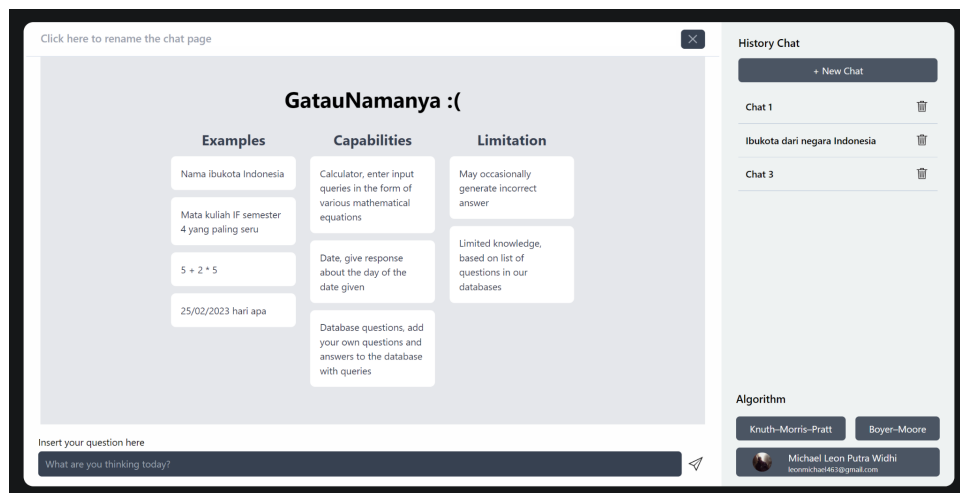 Click here to rename the chat page
GatauNamanya :(
Examples
Nama ibukota Indonesia
Mata kuliah IF semester
4 yang paling seru
5 + 2 * 5
25/02/2023 hari apa
Capabilities
Calculator, enter input
queries in the form of
various mathematical
equations
Date, give response
about the day of the
date given
Database questions, add
your own questions and
answers to the database
with queries
Limitation
May occasionally
generate incorrect
answer
Limited knowledge,
based on list of
questions in our
databases
Insert your question here
What are you thinking today?
History Chat
+ New Chat
Chat 1
Ibukota dari negara Indonesia
Chat 3
Algorithm
Knuth–Morris–Pratt
Boyer–Moore
Michael Leon Putra Widhi
leonmichael463@gmail.com